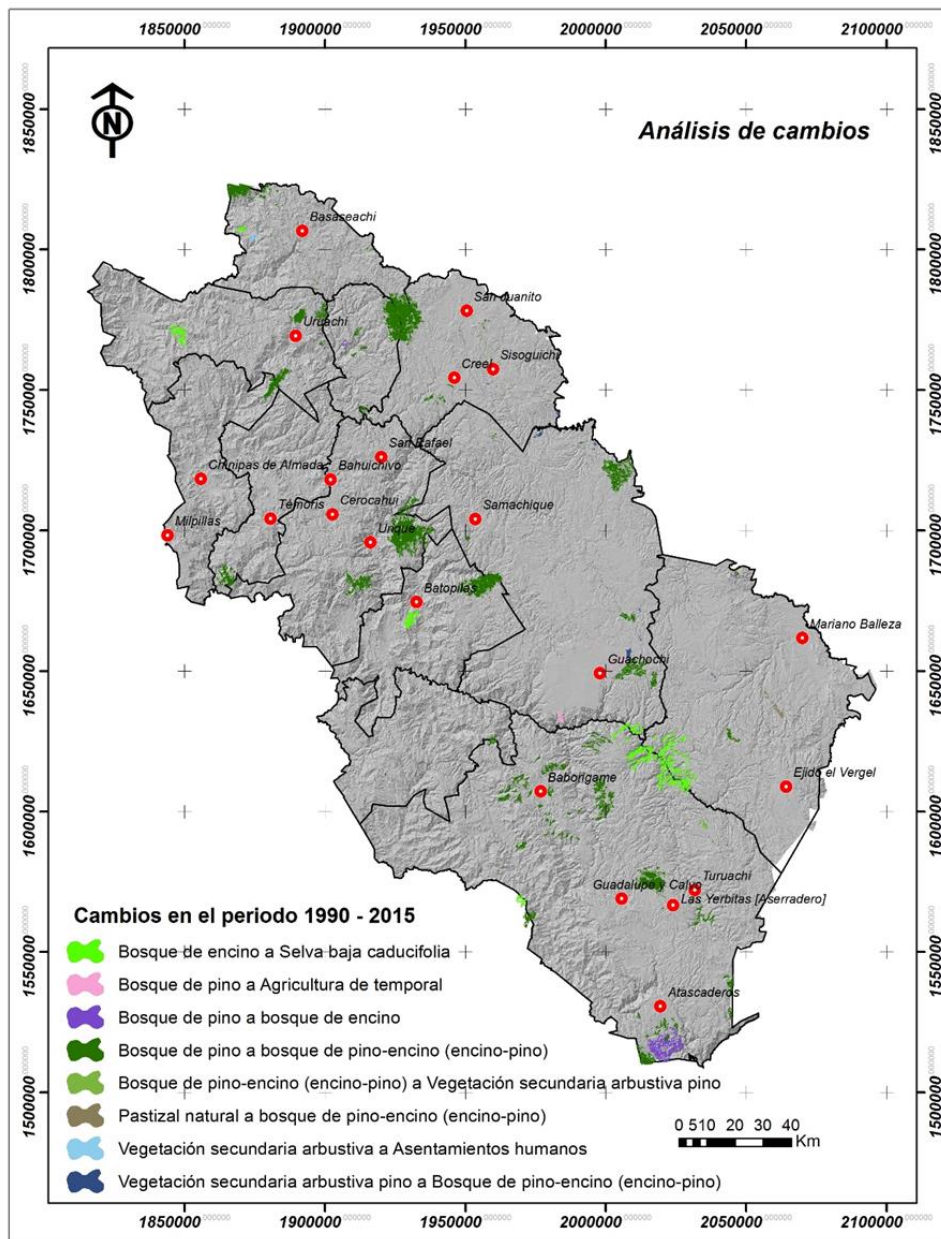 1850000 1900000 1950000 2000000 2050000 2100000
1850000
1800000
1750000
1700000
1650000
1600000
1550000
1500000
1850000
1800000
1750000
1700000
1650000
1600000
1550000
1500000
N
Análisis de cambios
Basaseachi
San Juanito
Uruachi
Creel
Sisoguichi
San Rafael
Chinipas de Almada
Bahuichivo
Témoris
Cerocahui
Samachique
Milpillas
Urique
Batopilas
Mariano Balleza
Guachochi
Ejido el Vergel
Baborigame
Turuachi
Guadalupe y Calvo
Las Yerbitas [Aserradero]
Atascaderos
Cambios en el periodo 1990 - 2015
Bosque de encino a Selva baja caducifolia
Bosque de pino a Agricultura de temporal
Bosque de pino a bosque de encino
Bosque de pino a bosque de pino-encino (encino-pino)
Bosque de pino-encino (encino-pino) a Vegetación secundaria arbustiva pino
Pastizal natural a bosque de pino-encino (encino-pino)
Vegetación secundaria arbustiva a Asentamientos humanos
Vegetación secundaria arbustiva pino a Bosque de pino-encino (encino-pino)
0 5 10 20 30 40
Km
1850000 1900000 1950000 2000000 2050000 2100000